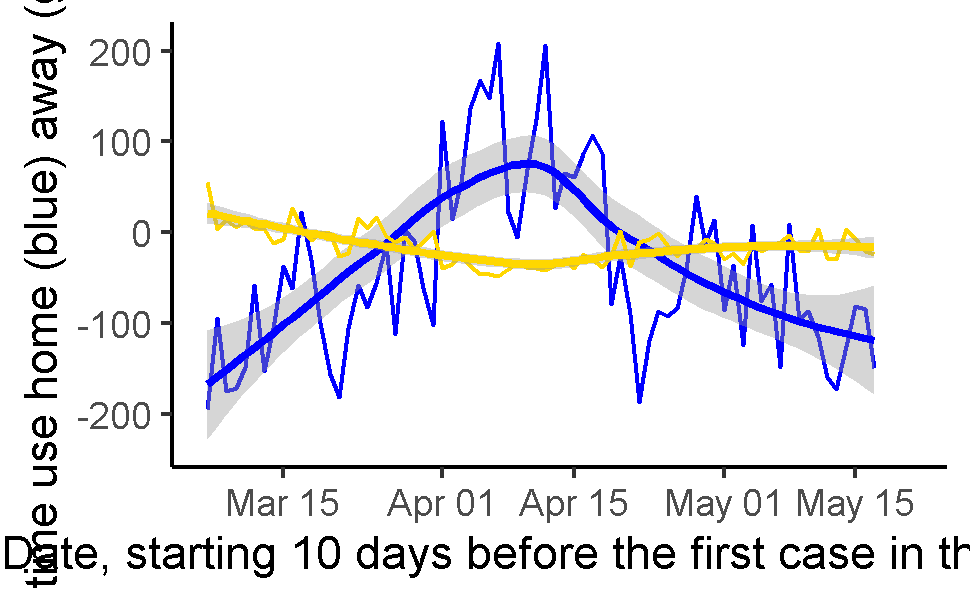 time use home (blue) away (
200
100
0
-100
-200
Mar 15 Apr 01 Apr 15 May 01 May 15
Date, starting 10 days before the first case in th